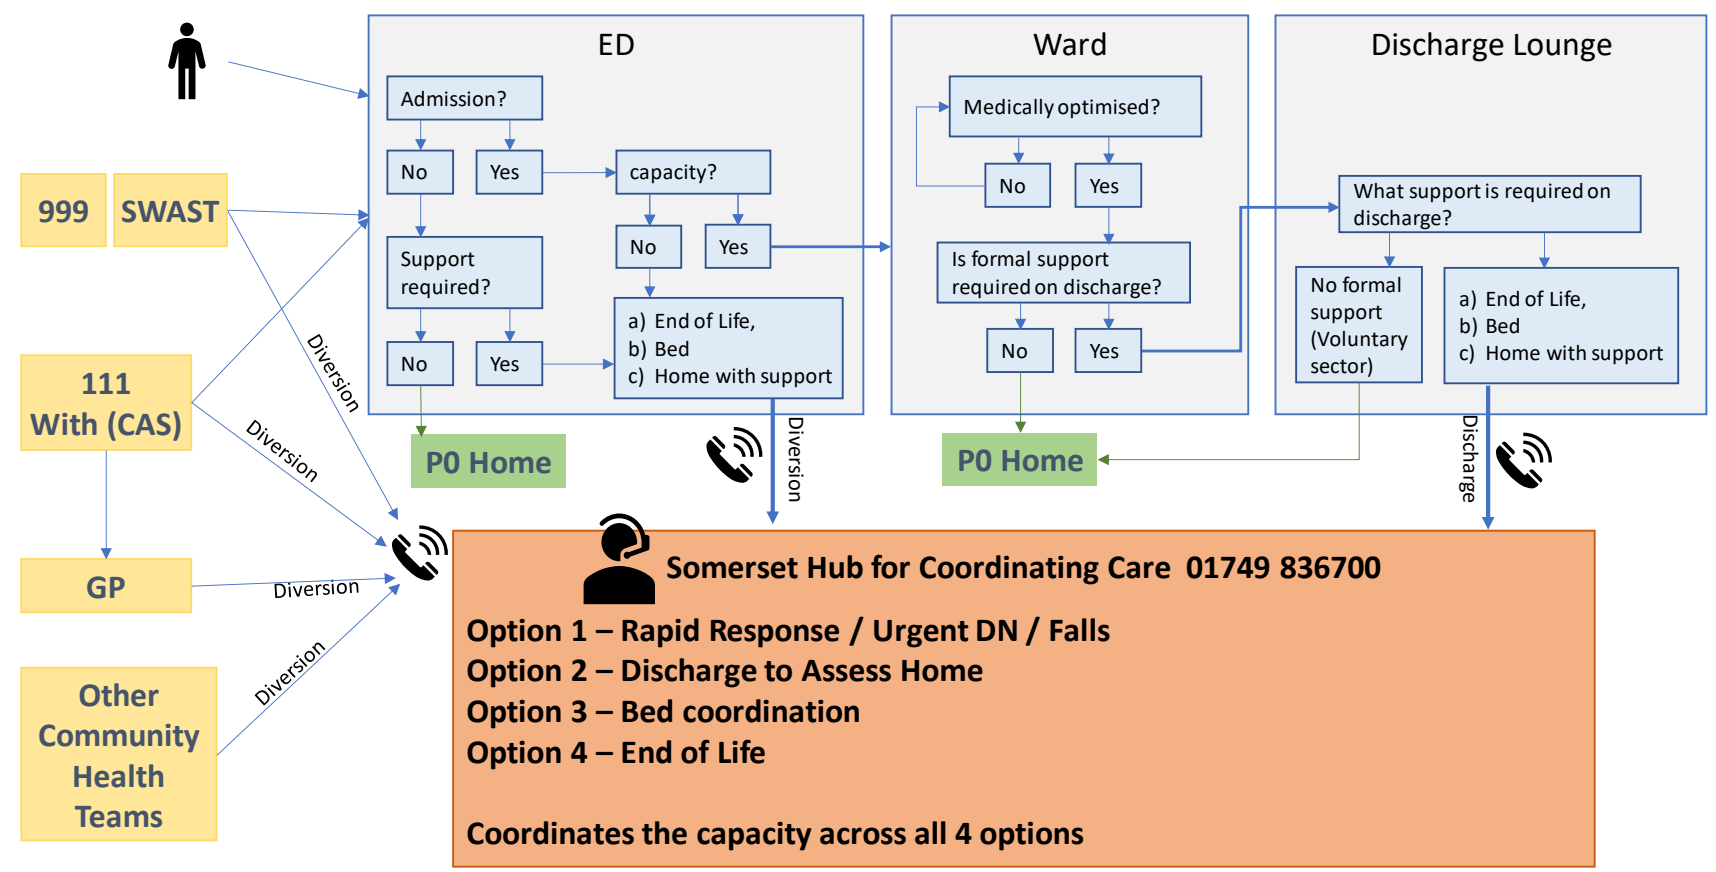 ED
Admission?
No
Yes
capacity?
No
Yes
Support
required?
No
Yes
a) End of Life,
b) Bed
c) Home with support
P0 Home
Ward
Medically optimised?
No
Yes
Is formal support
required on discharge?
No
Yes
P0 Home
Discharge Lounge
What support is required on
discharge?
No formal
support
(Voluntary
sector)
a) End of Life,
b) Bed
c) Home with support
999
SWAST
111
With (CAS)
GP
Other
Community
Health
Teams
Diversion
Diversion
Diversion
Diversion
Diversion
Discharge
Somerset Hub for Coordinating Care 01749 836700
Option 1 – Rapid Response / Urgent DN / Falls
Option 2 – Discharge to Assess Home
Option 3 – Bed coordination
Option 4 – End of Life
Coordinates the capacity across all 4 options